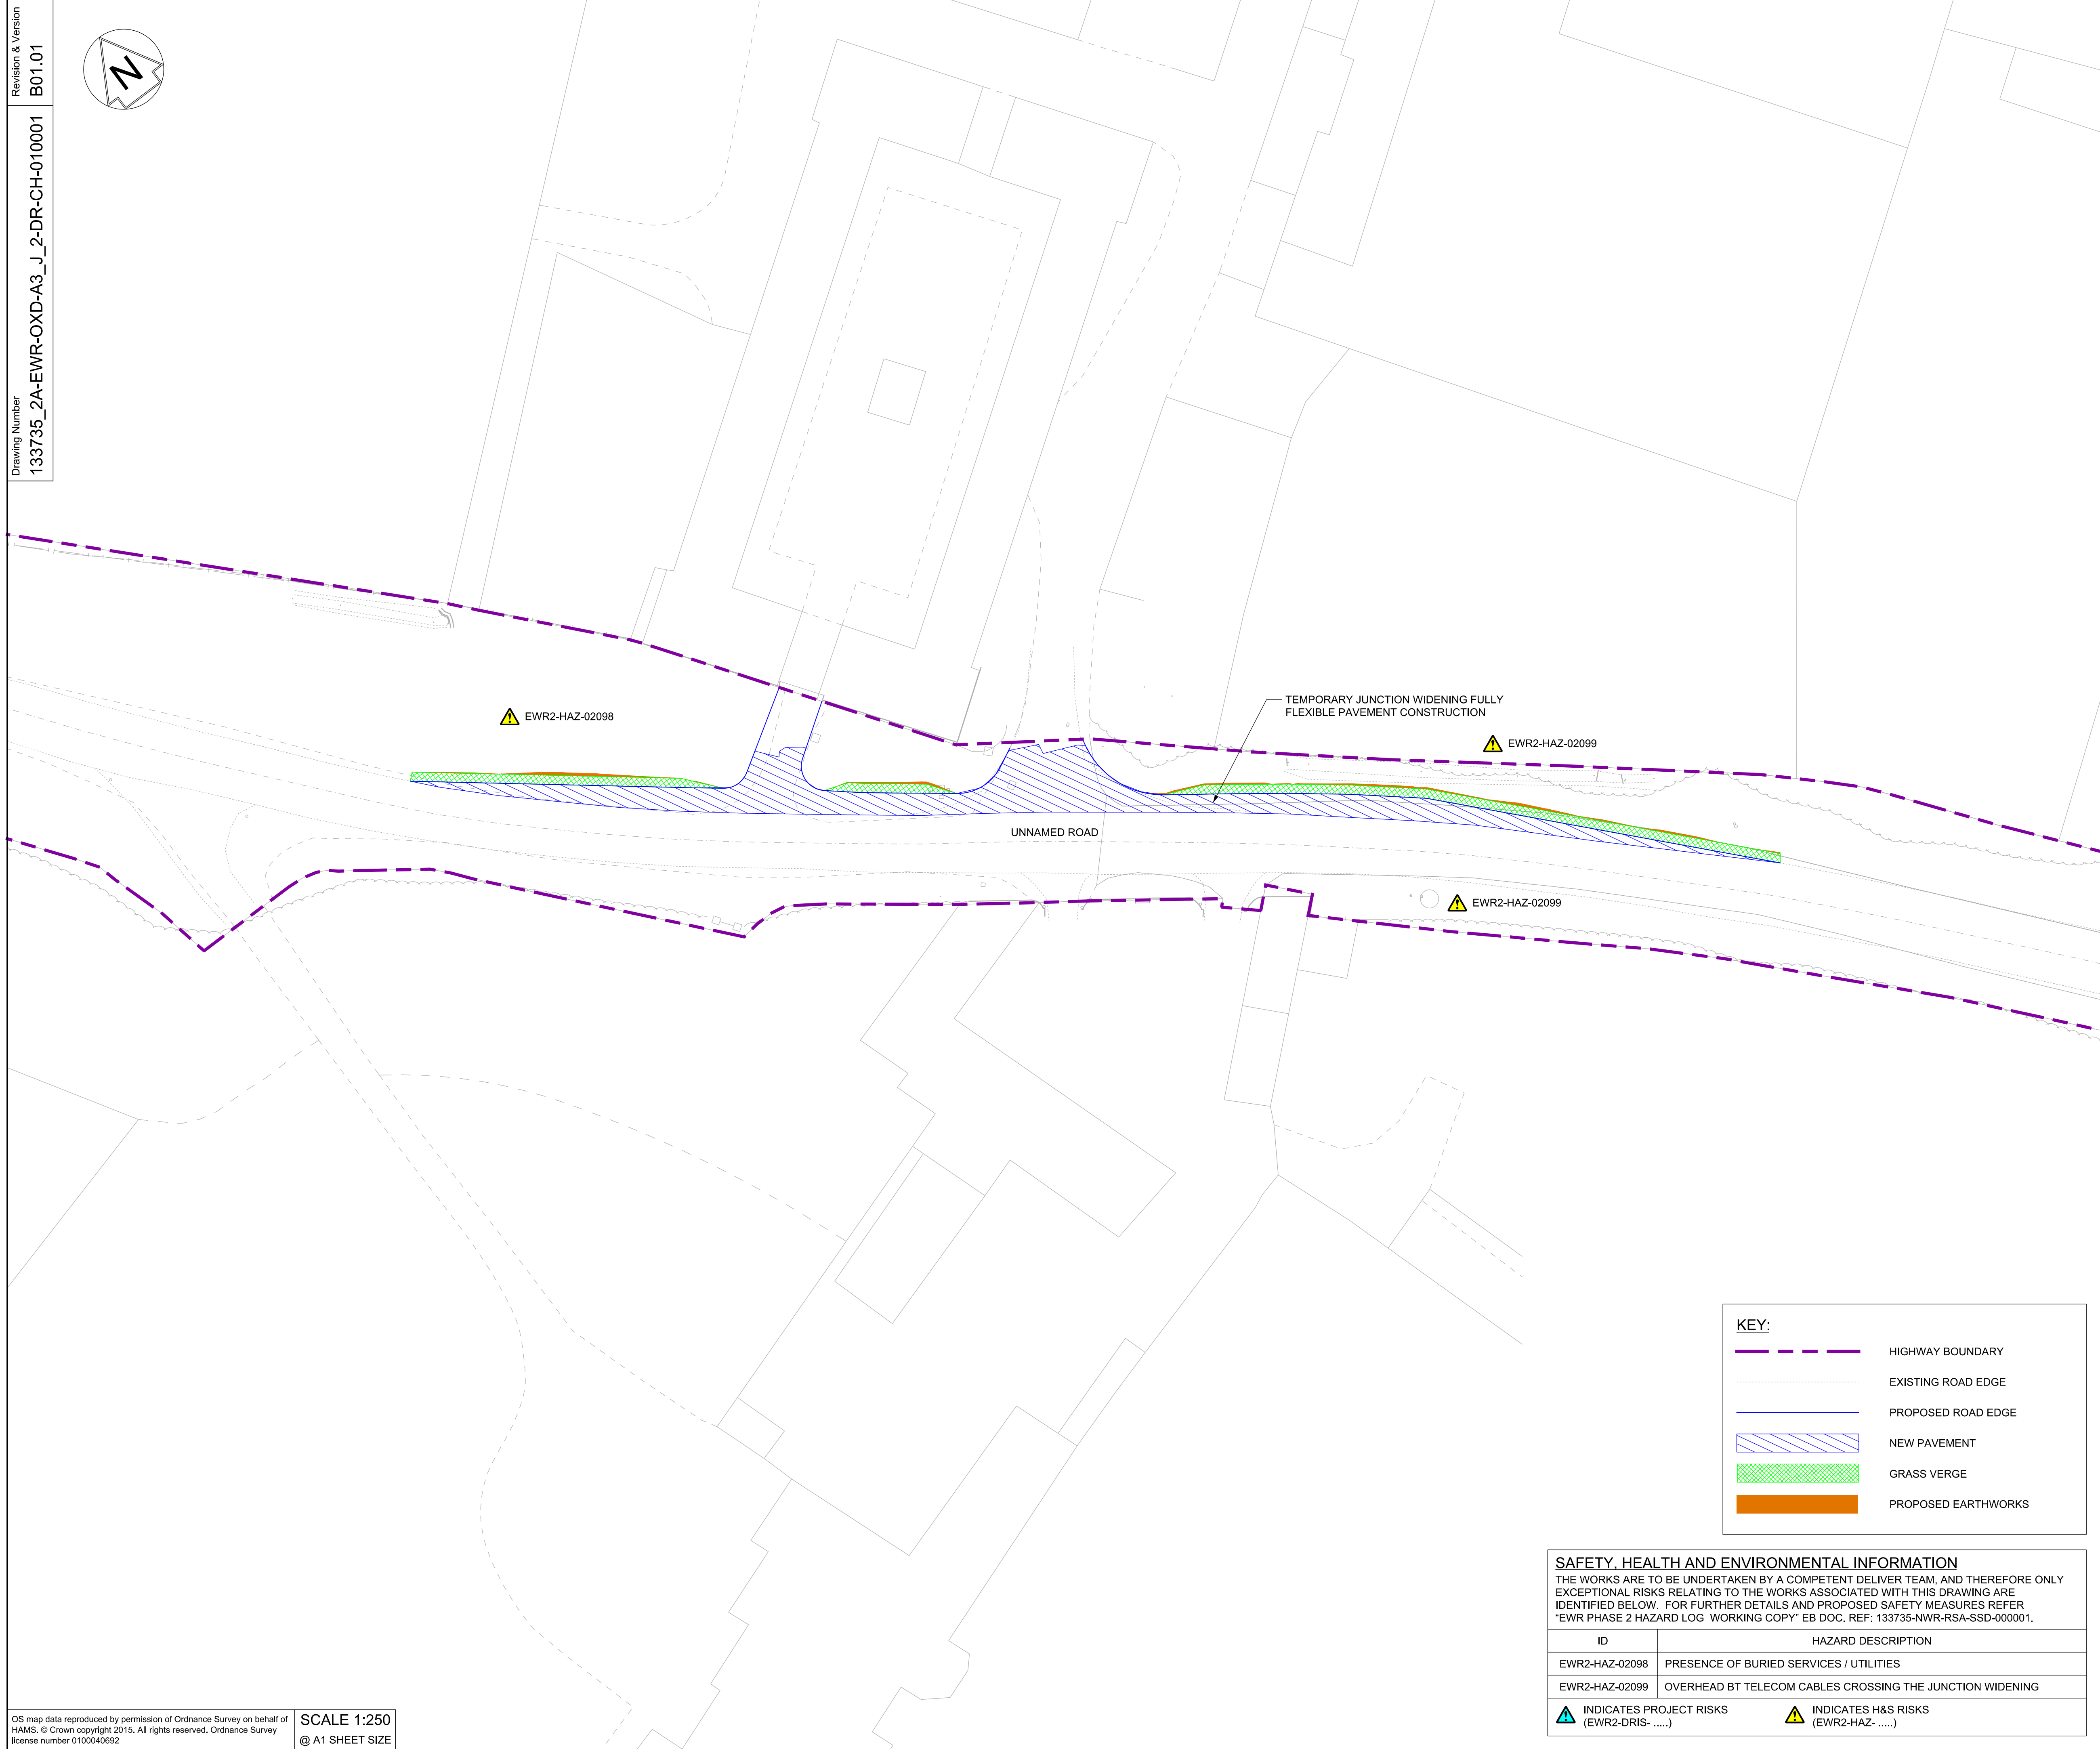 Revision & Version
B01.01
Drawing Number
133735_2A-EWR-OXD-A3_J_2-DR-CH-010001
N
EWR2-HAZ-02098
TEMPORARY JUNCTION WIDENING FULLY
FLEXIBLE PAVEMENT CONSTRUCTION
EWR2-HAZ-02099
UNNAMED ROAD
EWR2-HAZ-02099
KEY:
HIGHWAY BOUNDARY
EXISTING ROAD EDGE
PROPOSED ROAD EDGE
NEW PAVEMENT
GRASS VERGE
PROPOSED EARTHWORKS
SAFETY, HEALTH AND ENVIRONMENTAL INFORMATION
THE WORKS ARE TO BE UNDERTAKEN BY A COMPETENT DELIVER TEAM, AND THEREFORE ONLY
EXCEPTIONAL RISKS RELATING TO THE WORKS ASSOCIATED WITH THIS DRAWING ARE
IDENTIFIED BELOW. FOR FURTHER DETAILS AND PROPOSED SAFETY MEASURES REFER
"EWR PHASE 2 HAZARD LOG WORKING COPY" EB DOC. REF: 133735-NWR-RSA-SSD-000001.
ID HAZARD DESCRIPTION
EWR2-HAZ-02098 PRESENCE OF BURIED SERVICES / UTILITIES
EWR2-HAZ-02099 OVERHEAD BT TELECOM CABLES CROSSING THE JUNCTION WIDENING
INDICATES PROJECT RISKS
(EWR2-DRIS- .....)
INDICATES H&S RISKS
(EWR2-HAZ- .....)
OS map data reproduced by permission of Ordnance Survey on behalf of
HAMS. © Crown copyright 2015. All rights reserved. Ordnance Survey
license number 0100040692
SCALE 1:250
@ A1 SHEET SIZE